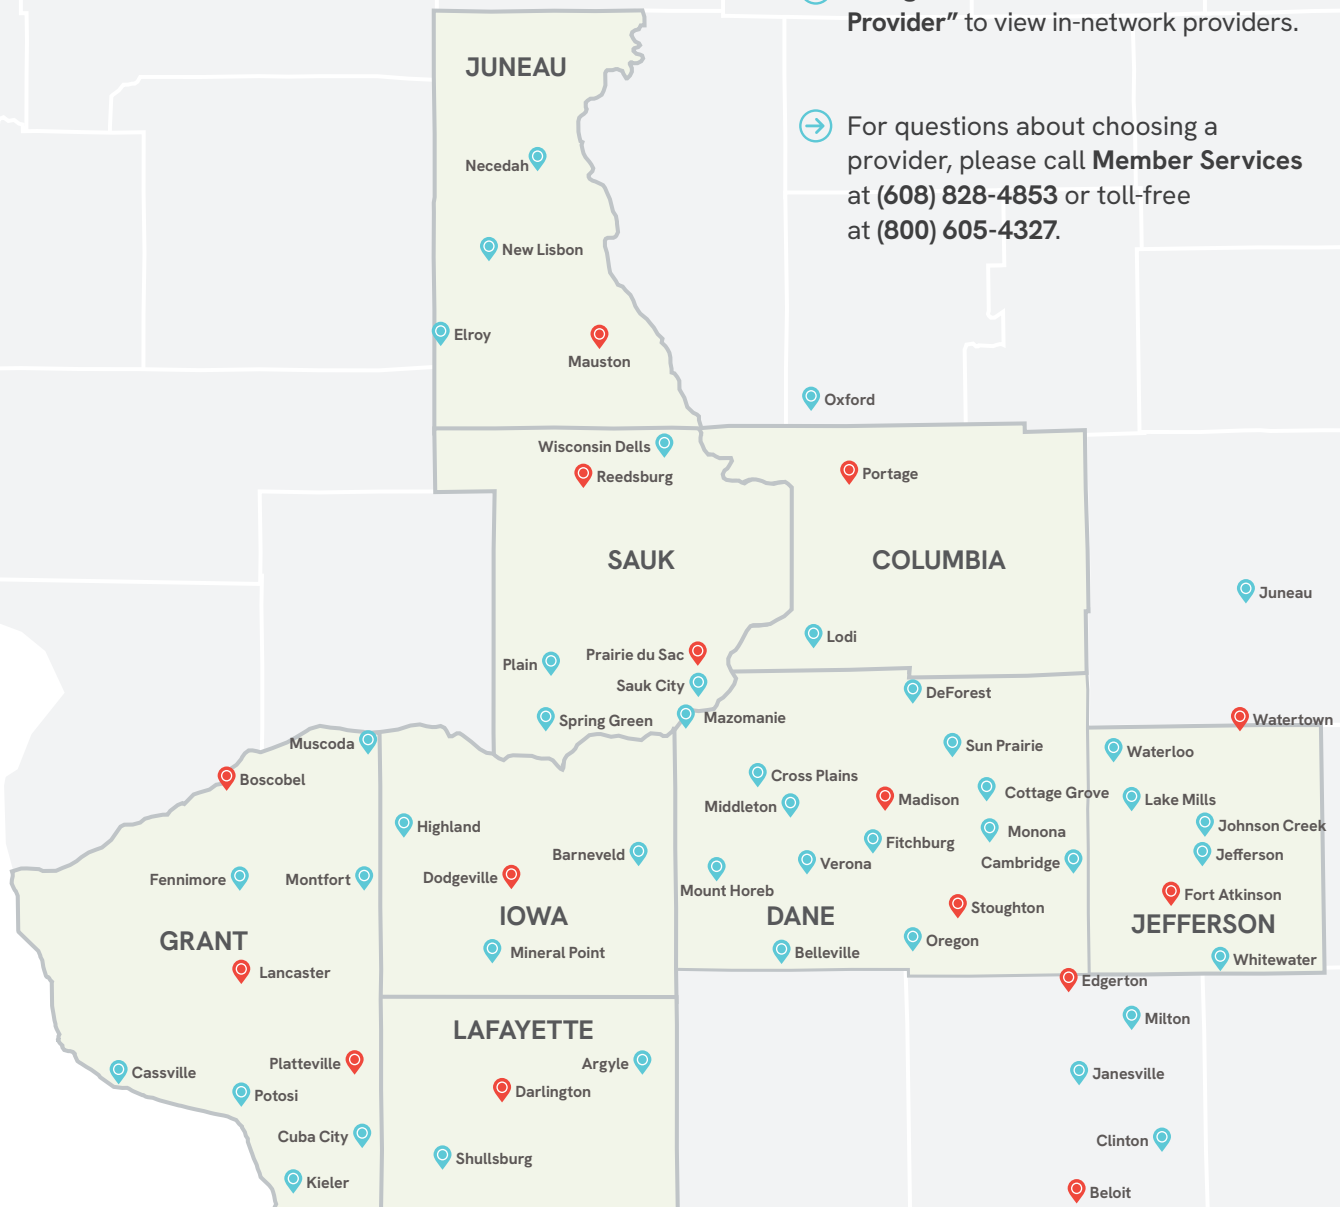 Provider” to view in-network providers.
For questions about choosing a
provider, please call Member Services
at (608) 828-4853 or toll-free
at (800) 605-4327.
JUNEAU
Necedah
New Lisbon
Elroy
Mauston
Oxford
Wisconsin Dells
Reedsburg
Portage
SAUK
COLUMBIA
Juneau
Lodi
Plain
Prairie du Sac
Sauk City
Spring Green
Mazomanie
DeForest
Watertown
Muscoda
Sun Prairie
Waterloo
Boscobel
Cross Plains
Cottage Grove
Middleton
Madison
Lake Mills
Highland
Johnson Creek
Monona
Fitchburg
Barneveld
Jefferson
Verona
Cambridge
Fennimore
Montfort
Dodgeville
Mount Horeb
Fort Atkinson
Stoughton
IOWA
DANE
JEFFERSON
GRANT
Oregon
Mineral Point
Belleville
Whitewater
Lancaster
Edgerton
Milton
LAFAYETTE
Platteville
Argyle
Cassville
Janesville
Darlington
Potosi
Cuba City
Clinton
Shullsburg
Kieler
Beloit